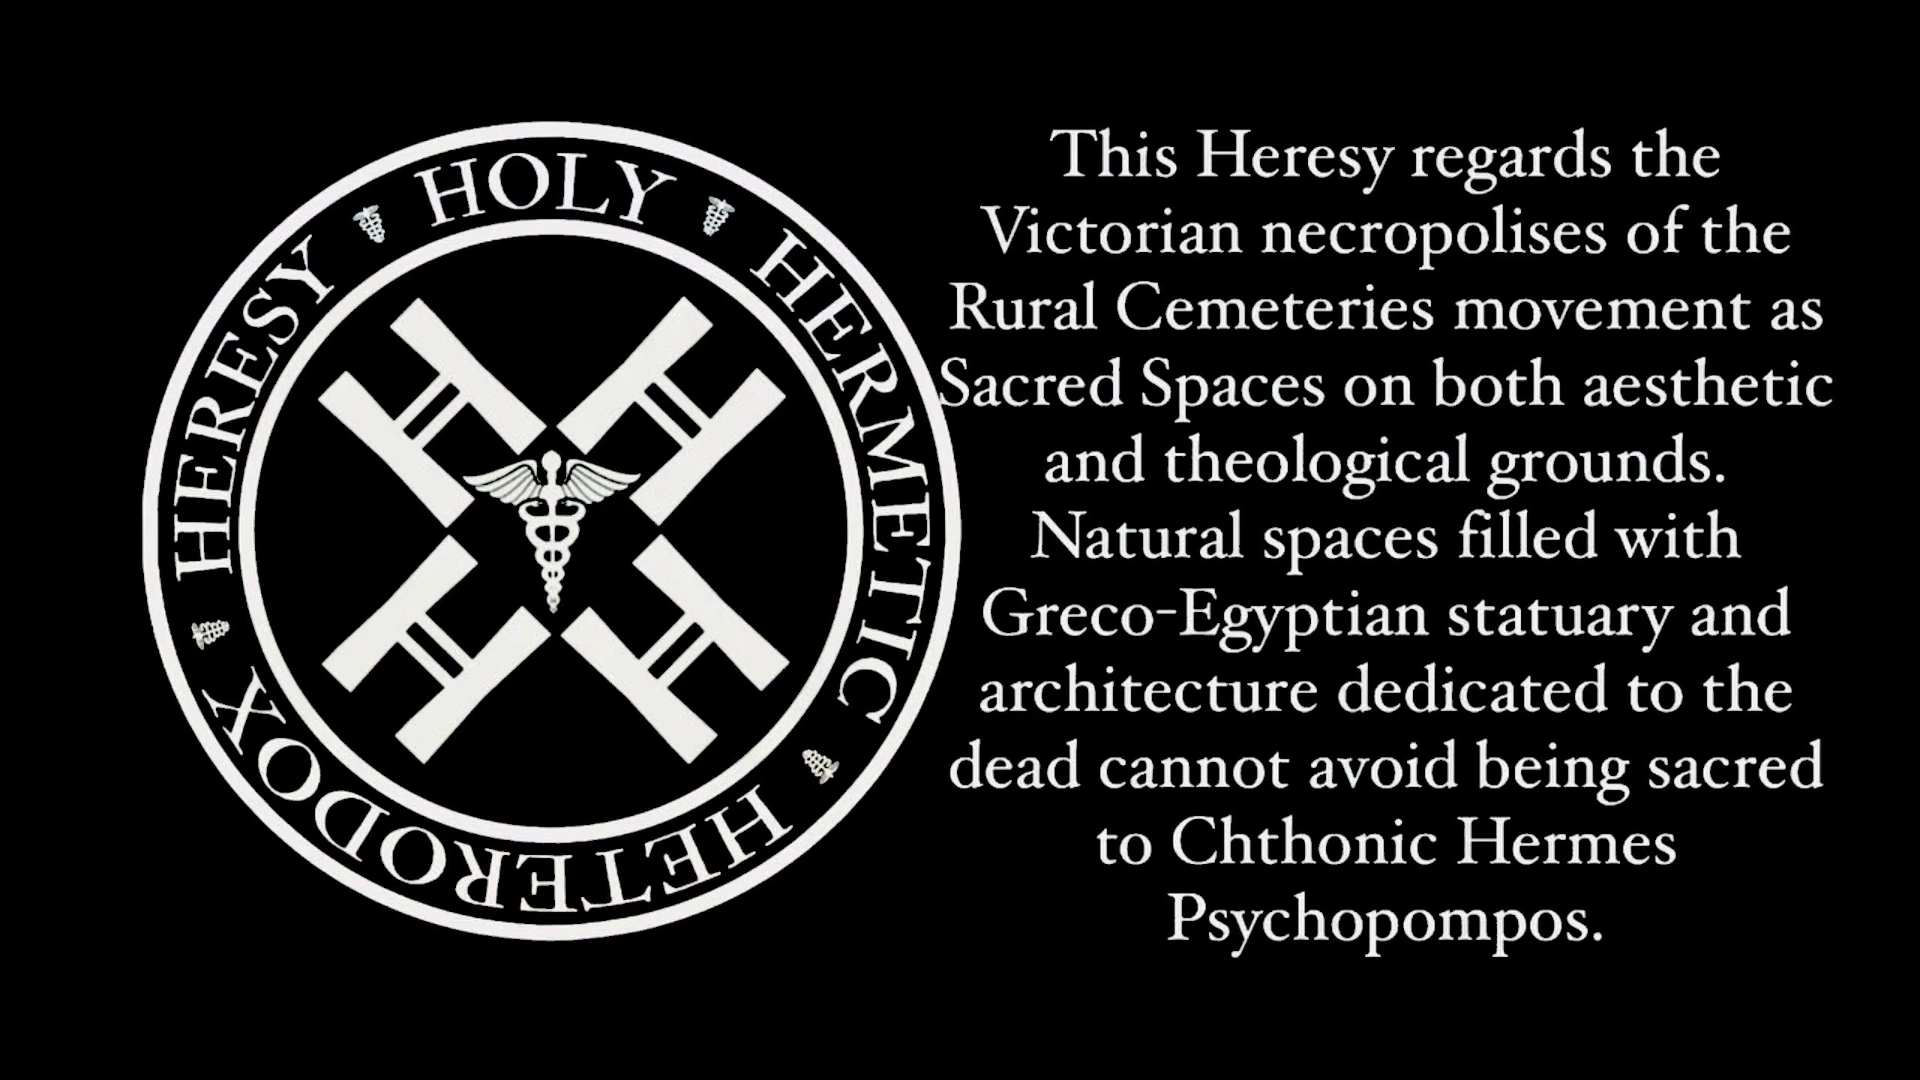 HOLY HERMETIC HETERODOX HERESY
H H H H
This Heresy regards the
Victorian necropolises of the
Rural Cemeteries movement as
Sacred Spaces on both aesthetic
and theological grounds.
Natural spaces filled with
Greco-Egyptian statuary and
architecture dedicated to the
dead cannot avoid being sacred
to Chthonic Hermes
Psychopompos.